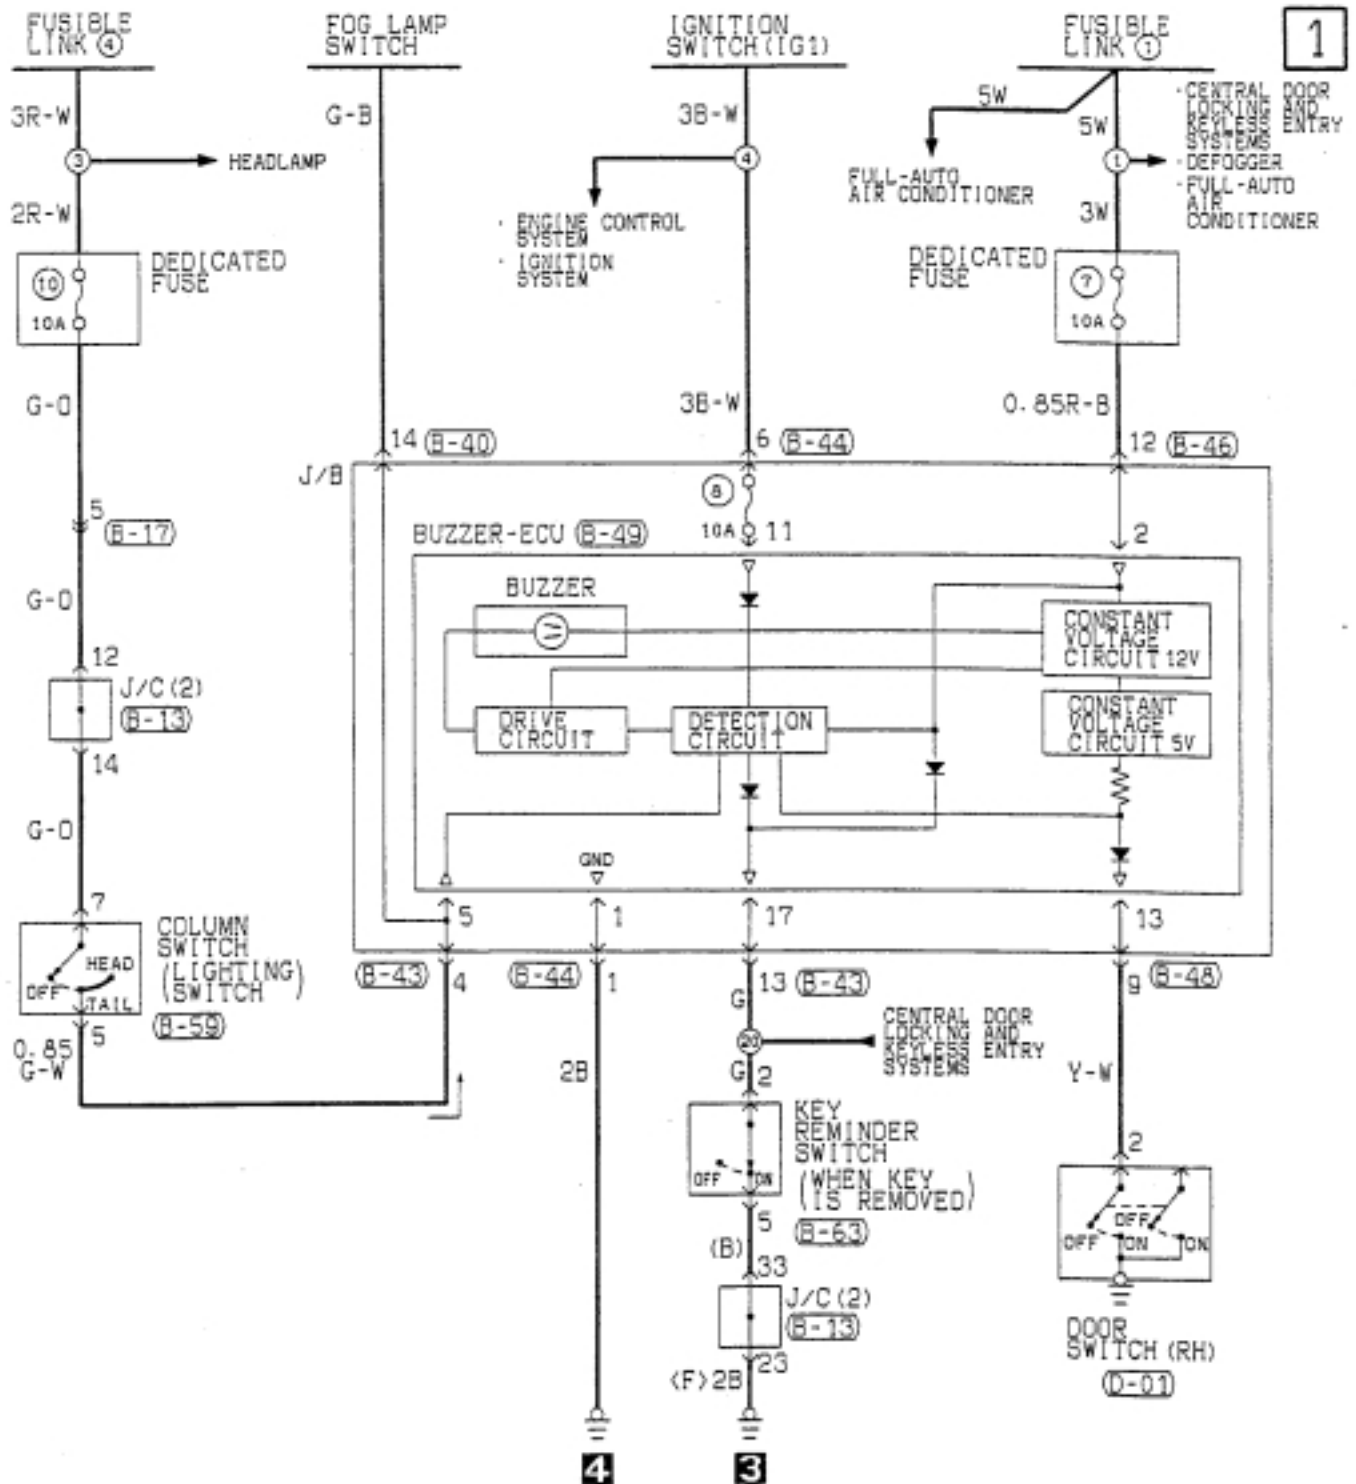 FUSIBLE
LINK ④
FOG LAMP
SWITCH
IGNITION
SWITCH(IG1)
FUSIBLE
LINK ①
1
3R-W
G-B
3B-W
5W
5W
·CENTRAL DOOR
LOCKING AND
KEYLESS ENTRY
SYSTEMS
·DEFOGGER
·FULL-AUTO
AIR
CONDITIONER
3
HEADLAMP
4
1
FULL-AUTO
AIR CONDITIONER
2R-W
· ENGINE CONTROL
SYSTEM
· IGNITION
SYSTEM
3W
10
10A
DEDICATED
FUSE
DEDICATED
FUSE
7
10A
G-O
3B-W
0.85R-B
14 (B-40)
6 (B-44)
12 (B-46)
J/B
8
10A
11
2
5
(B-17)
BUZZER-ECU (B-49)
G-O
BUZZER
CONSTANT
VOLTAGE
CIRCUIT 12V
12
J/C(2)
(B-13)
DRIVE
CIRCUIT
DETECTION
CIRCUIT
CONSTANT
VOLTAGE
CIRCUIT 5V
14
G-O
GND
7
5
1
17
13
COLUMN
SWITCH
(LIGHTING)
(SWITCH)
(B-59)
HEAD
OFF
TAIL
5
(B-43) 4
(B-44) 1
13 (B-43)
9 (B-48)
G
20
CENTRAL DOOR
LOCKING AND
KEYLESS ENTRY
SYSTEMS
0.85
G-W
2B
G
2
Y-W
KEY
REMINDER
SWITCH
(WHEN KEY
IS REMOVED)
(B-63)
OFF
ON
2
5
OFF
OFF
ON
ON
(B)
33
J/C(2)
(B-13)
23
DOOR
SWITCH (RH)
(D-01)
(F)2B
4
3